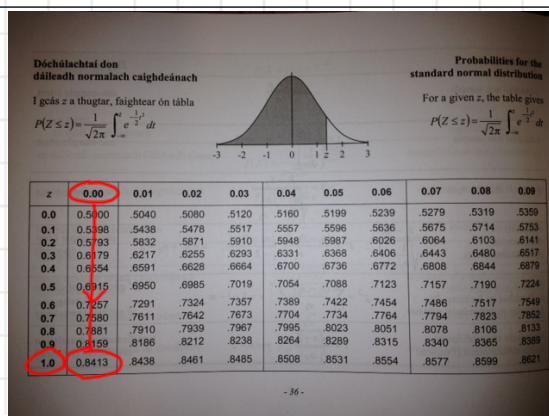 Dóchúlachtaí don
dáileadh normalach caighdeánach
I gcás z a thugtar, faightear ón tábla
P(Z ≤ z) = 1/√2π ∫ z -∞ e^-½t² dt
Probabilities for the
standard normal distribution
For a given z, the table gives
P(Z ≤ z) = 1/√2π ∫ z -∞ e^-½t² dt
-3 -2 -1 0 1 z 2 3
z 0.00 0.01 0.02 0.03 0.04 0.05 0.06 0.07 0.08 0.09
0.0 0.5000 .5040 .5080 .5120 .5160 .5199 .5239 .5279 .5319 .5359
0.1 0.5398 .5438 .5478 .5517 .5557 .5596 .5636 .5675 .5714 .5753
0.2 0.5793 .5832 .5871 .5910 .5948 .5987 .6026 .6064 .6103 .6141
0.3 0.6179 .6217 .6255 .6293 .6331 .6368 .6406 .6443 .6480 .6517
0.4 0.6554 .6591 .6628 .6664 .6700 .6736 .6772 .6808 .6844 .6879
0.5 0.6915 .6950 .6985 .7019 .7054 .7088 .7123 .7157 .7190 .7224
0.6 0.7257 .7291 .7324 .7357 .7389 .7422 .7454 .7486 .7517 .7549
0.7 0.7580 .7611 .7642 .7673 .7704 .7734 .7764 .7794 .7823 .7852
0.8 0.7881 .7910 .7939 .7967 .7995 .8023 .8051 .8078 .8106 .8133
0.9 0.8159 .8186 .8212 .8238 .8264 .8289 .8315 .8340 .8365 .8389
1.0 0.8413 .8438 .8461 .8485 .8508 .8531 .8554 .8577 .8599 .8621
- 36 -